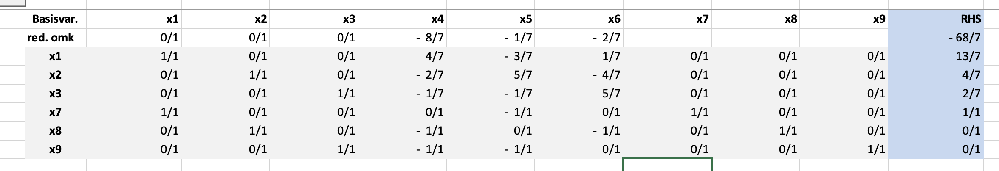 Basisvar. x1 x2 x3 x4 x5 x6 x7 x8 x9 RHS
red. omk 0/1 0/1 0/1 - 8/7 - 1/7 - 2/7 - 68/7
x1 1/1 0/1 0/1 4/7 - 3/7 1/7 0/1 0/1 0/1 13/7
x2 0/1 1/1 0/1 - 2/7 5/7 - 4/7 0/1 0/1 0/1 4/7
x3 0/1 0/1 1/1 - 1/7 - 1/7 5/7 0/1 0/1 0/1 2/7
x7 1/1 0/1 0/1 0/1 - 1/1 0/1 1/1 0/1 0/1 1/1
x8 0/1 1/1 0/1 - 1/1 0/1 - 1/1 0/1 1/1 0/1 0/1
x9 0/1 0/1 1/1 - 1/1 - 1/1 0/1 0/1 0/1 1/1 0/1